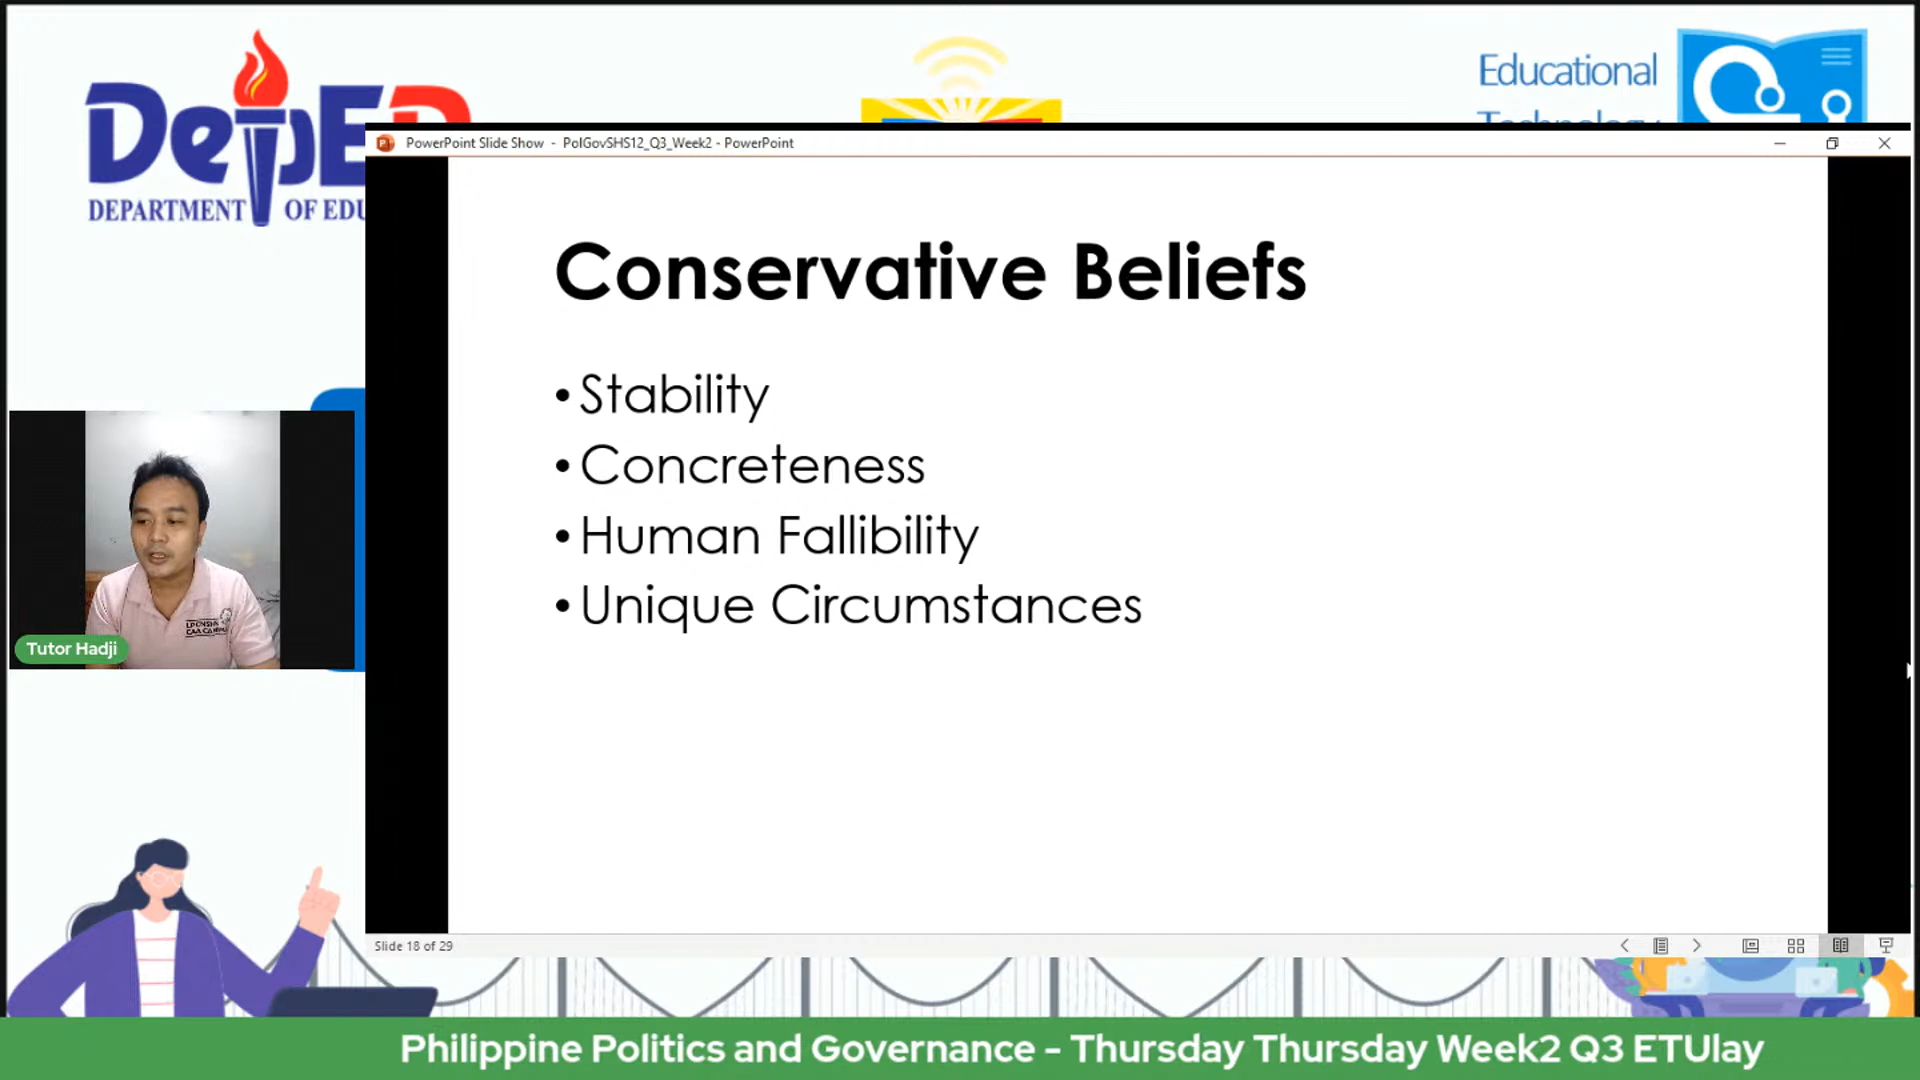 DepED
DEPARTMENT OF EDU
Educational
Technology
PowerPoint Slide Show - PolGovSHS12_Q3_Week2 - PowerPoint
Conservative Beliefs
• Stability
• Concreteness
• Human Fallibility
• Unique Circumstances
Tutor Hadji
Slide 18 of 29
Philippine Politics and Governance - Thursday Thursday Week2 Q3 ETUlay